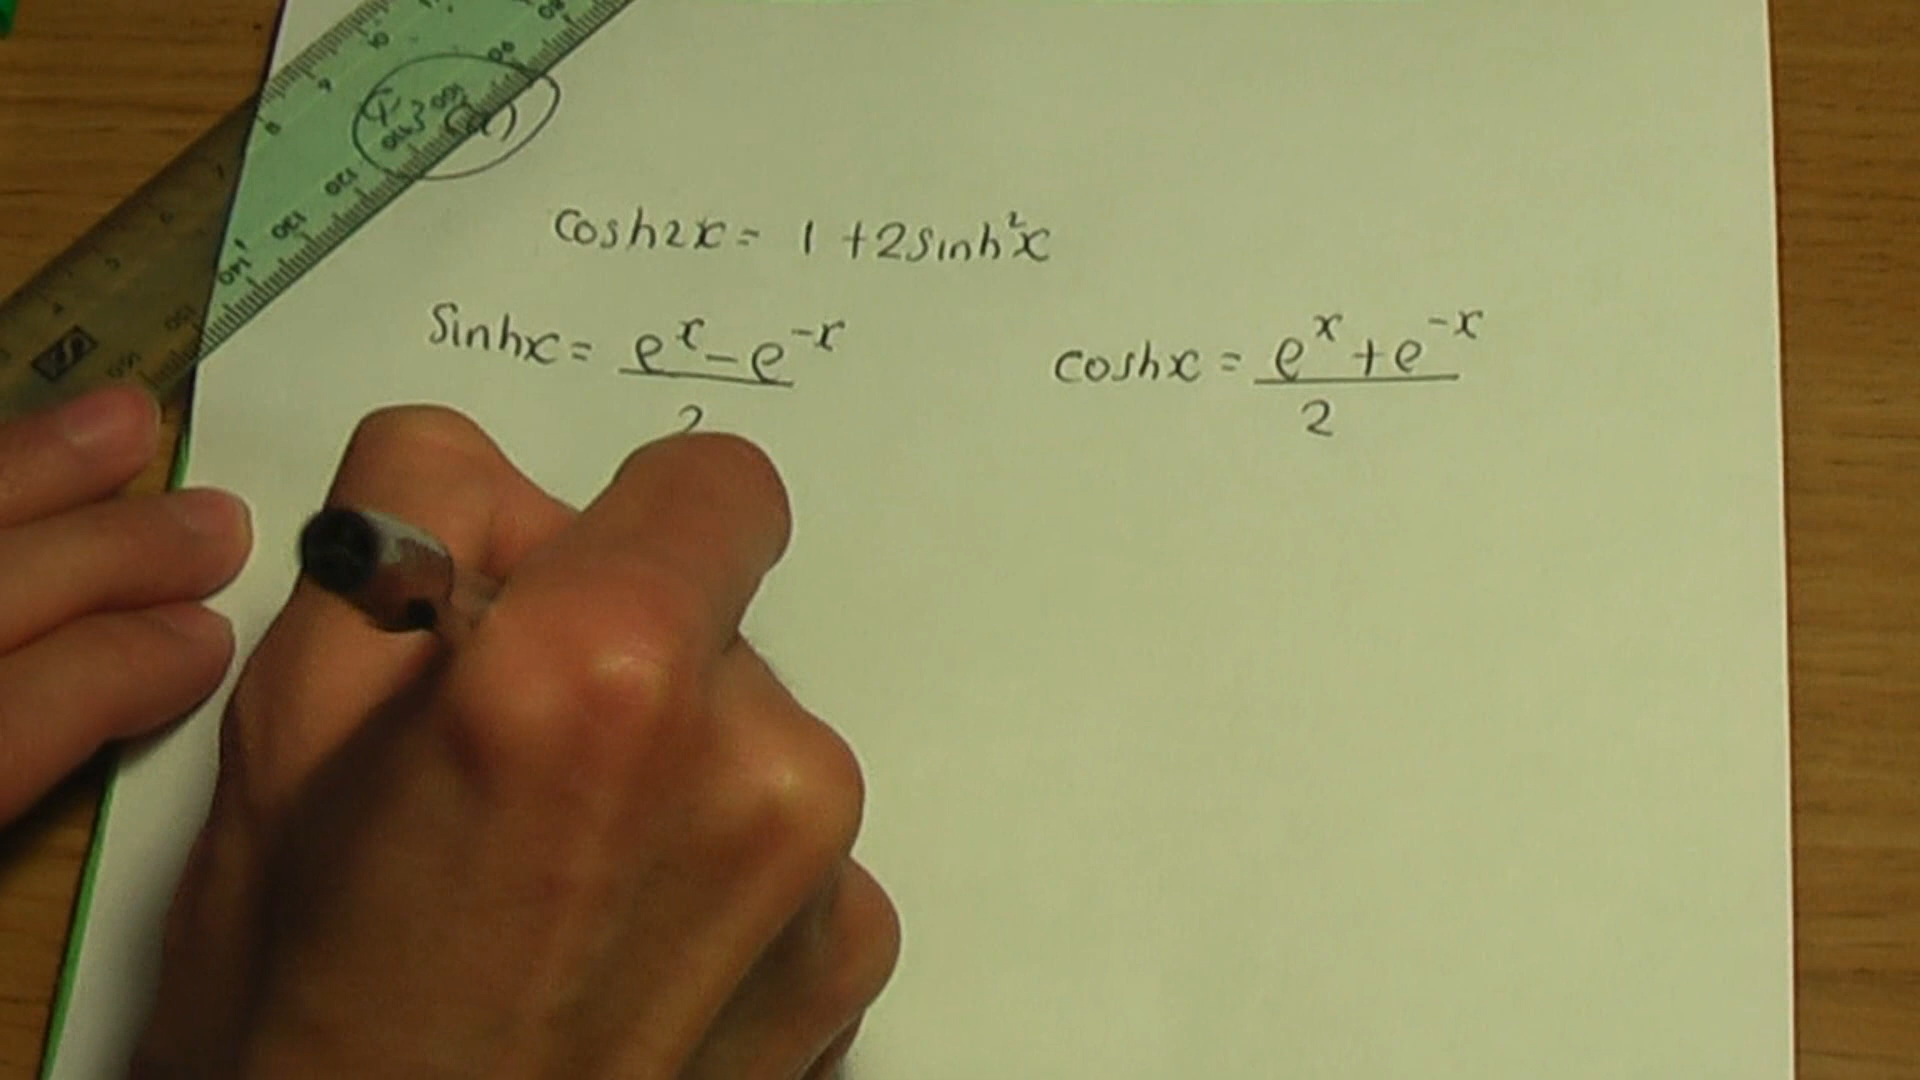 cosh2x = 1 + 2sinh²x
Sinhx = e^x - e^-x / 2
coshx = e^x + e^-x / 2